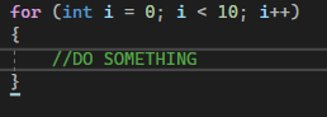 for (int i = 0; i < 10; i++)
{
    //DO SOMETHING
}